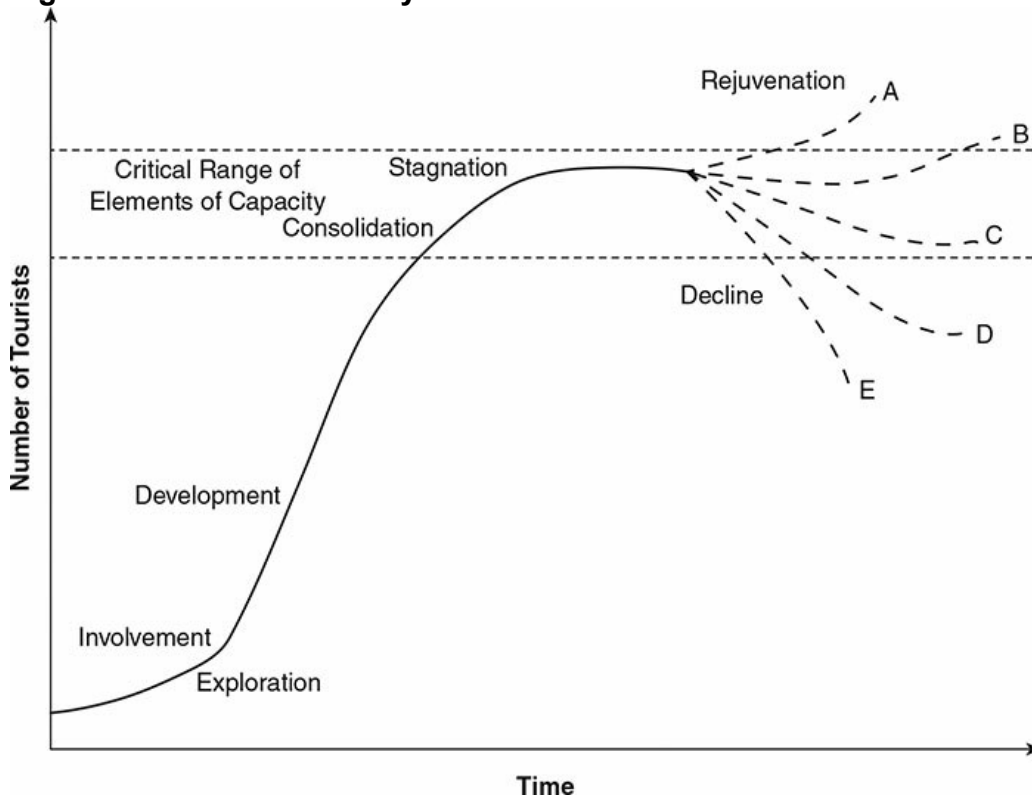 Rejuvenation
A
B
Critical Range of
Elements of Capacity
Stagnation
Consolidation
C
Decline
D
E
Number of Tourists
Development
Involvement
Exploration
Time